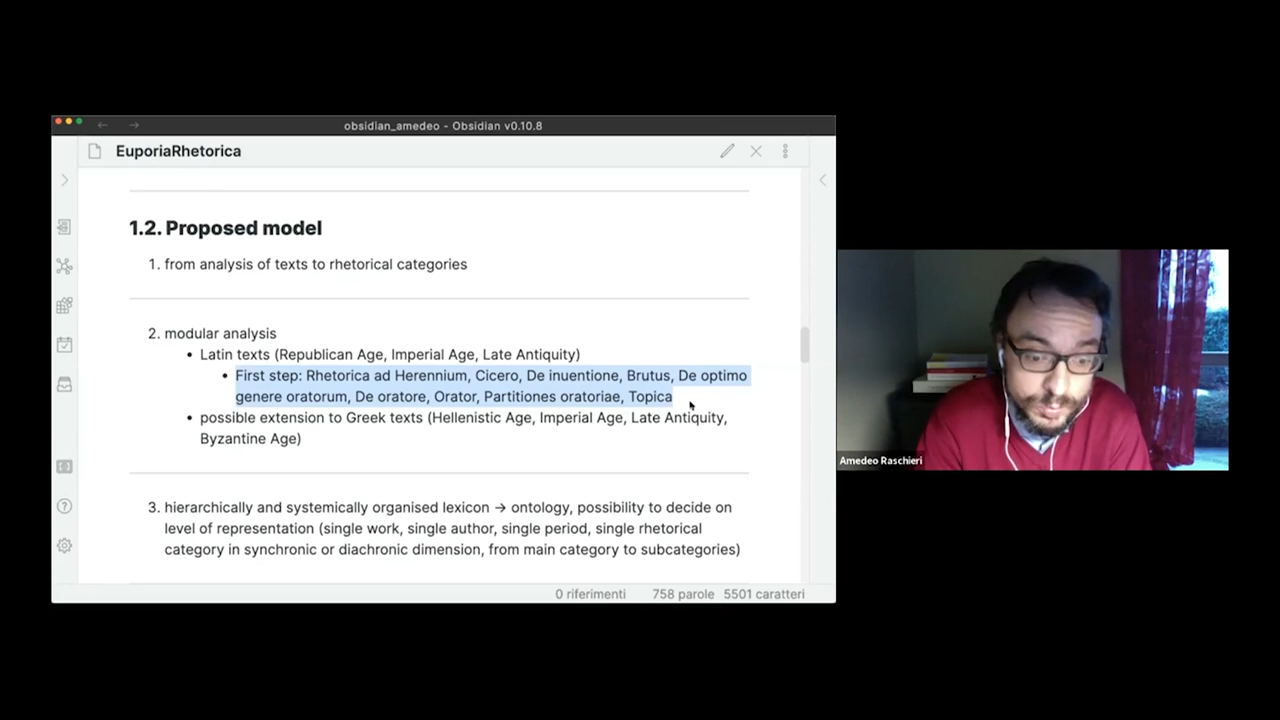 obsidian_amedeo - Obsidian v0.10.8
EuporiaRhetorica
1.2. Proposed model
1. from analysis of texts to rhetorical categories
2. modular analysis
• Latin texts (Republican Age, Imperial Age, Late Antiquity)
• First step: Rhetorica ad Herennium, Cicero, De inuentione, Brutus, De optimo
genere oratorum, De oratore, Orator, Partitiones oratoriae, Topica
• possible extension to Greek texts (Hellenistic Age, Imperial Age, Late Antiquity,
Byzantine Age)
3. hierarchically and systemically organised lexicon → ontology, possibility to decide on
level of representation (single work, single author, single period, single rhetorical
category in synchronic or diachronic dimension, from main category to subcategories)
0 riferimenti 758 parole 5501 caratteri
Amedeo Raschieri